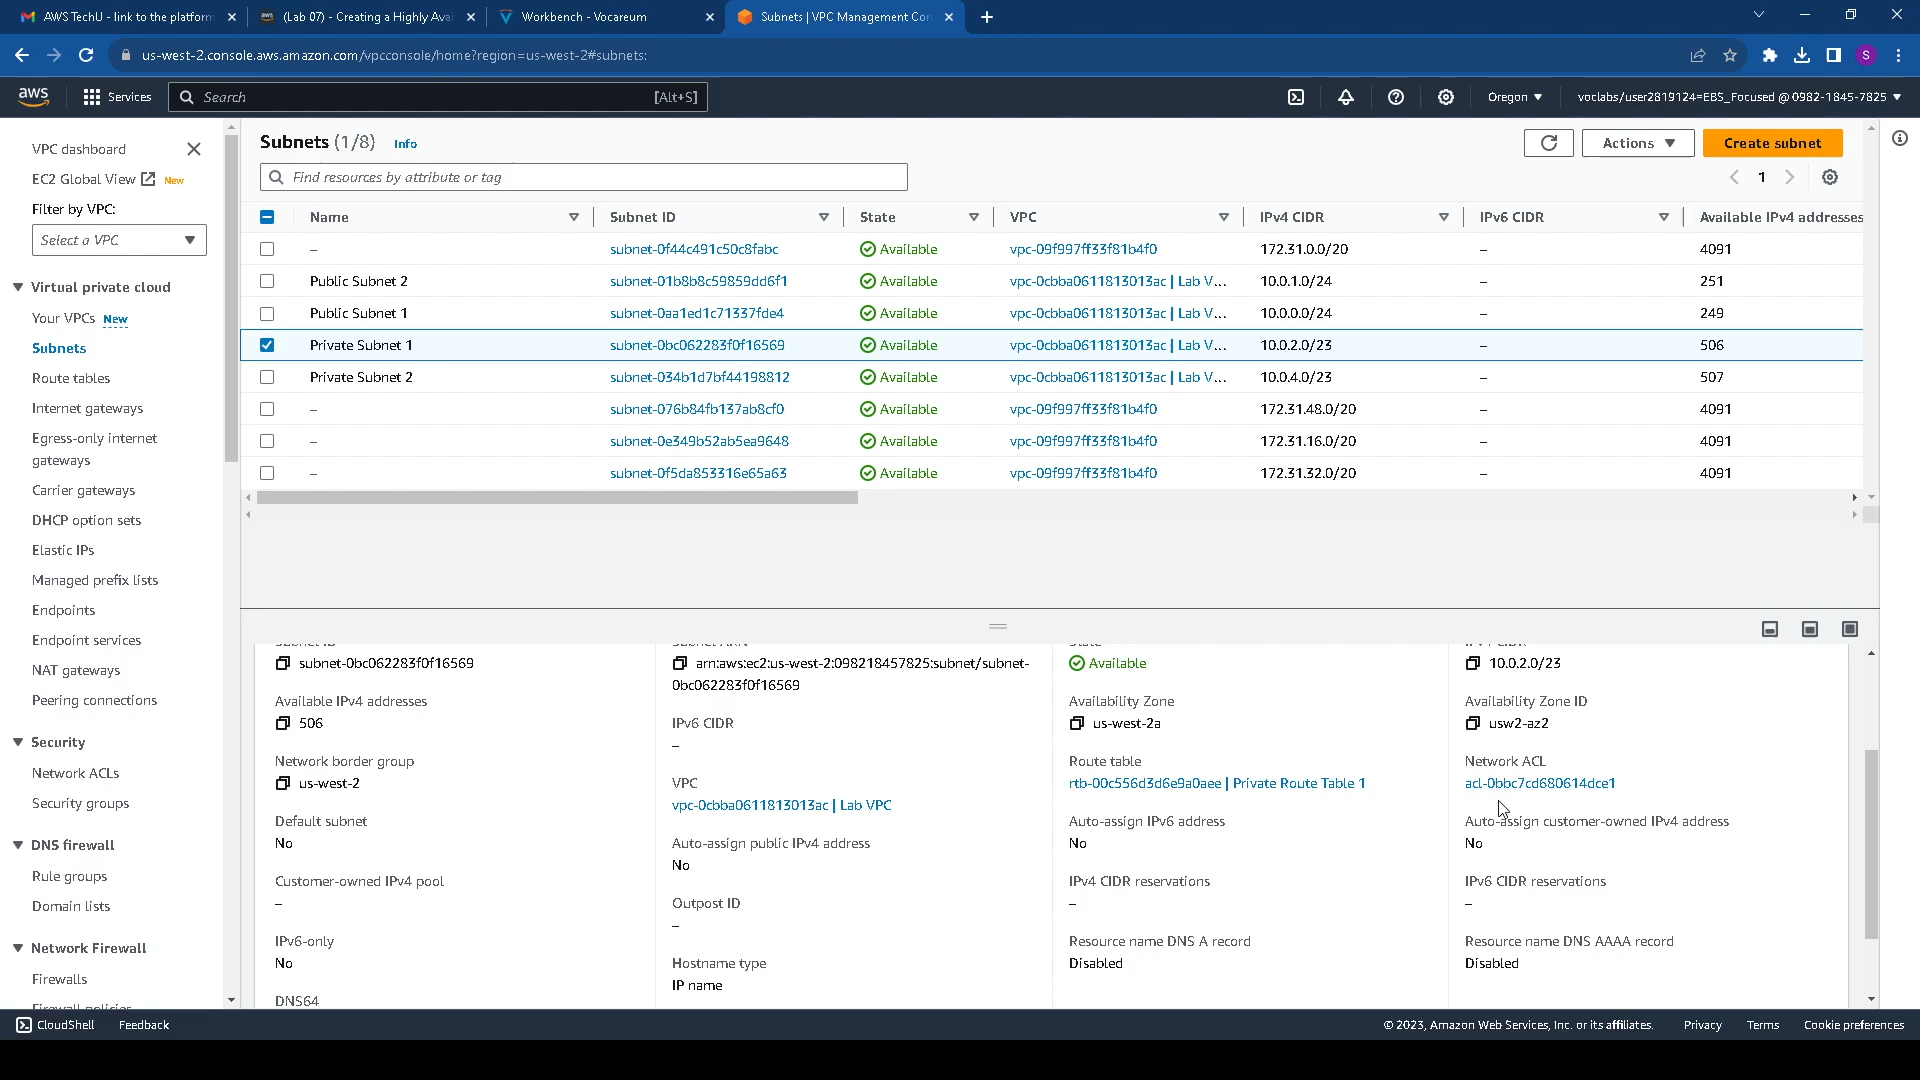 AWS TechU - link to the platform
(Lab 07) - Creating a Highly Ava
Workbench - Vocareum
Subnets | VPC Management Con
us-west-2.console.aws.amazon.com/vpcconsole/home?region=us-west-2#subnets:
S
aws
Services
Search
[Alt+S]
Oregon
voclabs/user2819124=EBS_Focused @ 0982-1845-7825
VPC dashboard
EC2 Global View
New
Filter by VPC:
Select a VPC
Virtual private cloud
Your VPCs New
Subnets
Route tables
Internet gateways
Egress-only internet
gateways
Carrier gateways
DHCP option sets
Elastic IPs
Managed prefix lists
Endpoints
Endpoint services
NAT gateways
Peering connections
Security
Network ACLs
Security groups
DNS firewall
Rule groups
Domain lists
Network Firewall
Firewalls
Firewall policies
Subnets (1/8) Info
Actions
Create subnet
Find resources by attribute or tag
1
Name Subnet ID State VPC IPv4 CIDR IPv6 CIDR Available IPv4 addresses
– subnet-0f44c491c50c8fabc Available vpc-09f997ff33f81b4f0 172.31.0.0/20 – 4091
Public Subnet 2 subnet-01b8b8c59859dd6f1 Available vpc-0cbba0611813013ac | Lab V... 10.0.1.0/24 – 251
Public Subnet 1 subnet-0aa1ed1c71337fde4 Available vpc-0cbba0611813013ac | Lab V... 10.0.0.0/24 – 249
Private Subnet 1 subnet-0bc062283f0f16569 Available vpc-0cbba0611813013ac | Lab V... 10.0.2.0/23 – 506
Private Subnet 2 subnet-034b1d7bf44198812 Available vpc-0cbba0611813013ac | Lab V... 10.0.4.0/23 – 507
– subnet-076b84fb137ab8cf0 Available vpc-09f997ff33f81b4f0 172.31.48.0/20 – 4091
– subnet-0e349b52ab5ea9648 Available vpc-09f997ff33f81b4f0 172.31.16.0/20 – 4091
– subnet-0f5da853316e65a63 Available vpc-09f997ff33f81b4f0 172.31.32.0/20 – 4091
Subnet ID
subnet-0bc062283f0f16569
Available IPv4 addresses
506
Network border group
us-west-2
Default subnet
No
Customer-owned IPv4 pool
–
IPv6-only
No
DNS64
Subnet ARN
arn:aws:ec2:us-west-2:098218457825:subnet/subnet-
0bc062283f0f16569
IPv6 CIDR
–
VPC
vpc-0cbba0611813013ac | Lab VPC
Auto-assign public IPv4 address
No
Outpost ID
–
Hostname type
IP name
State
Available
Availability Zone
us-west-2a
Route table
rtb-00c556d3d6e9a0aee | Private Route Table 1
Auto-assign IPv6 address
No
IPv4 CIDR reservations
–
Resource name DNS A record
Disabled
IPv4 CIDR
10.0.2.0/23
Availability Zone ID
usw2-az2
Network ACL
acl-0bbc7cd680614dce1
Auto-assign customer-owned IPv4 address
No
IPv6 CIDR reservations
–
Resource name DNS AAAA record
Disabled
CloudShell
Feedback
© 2023, Amazon Web Services, Inc. or its affiliates.
Privacy
Terms
Cookie preferences